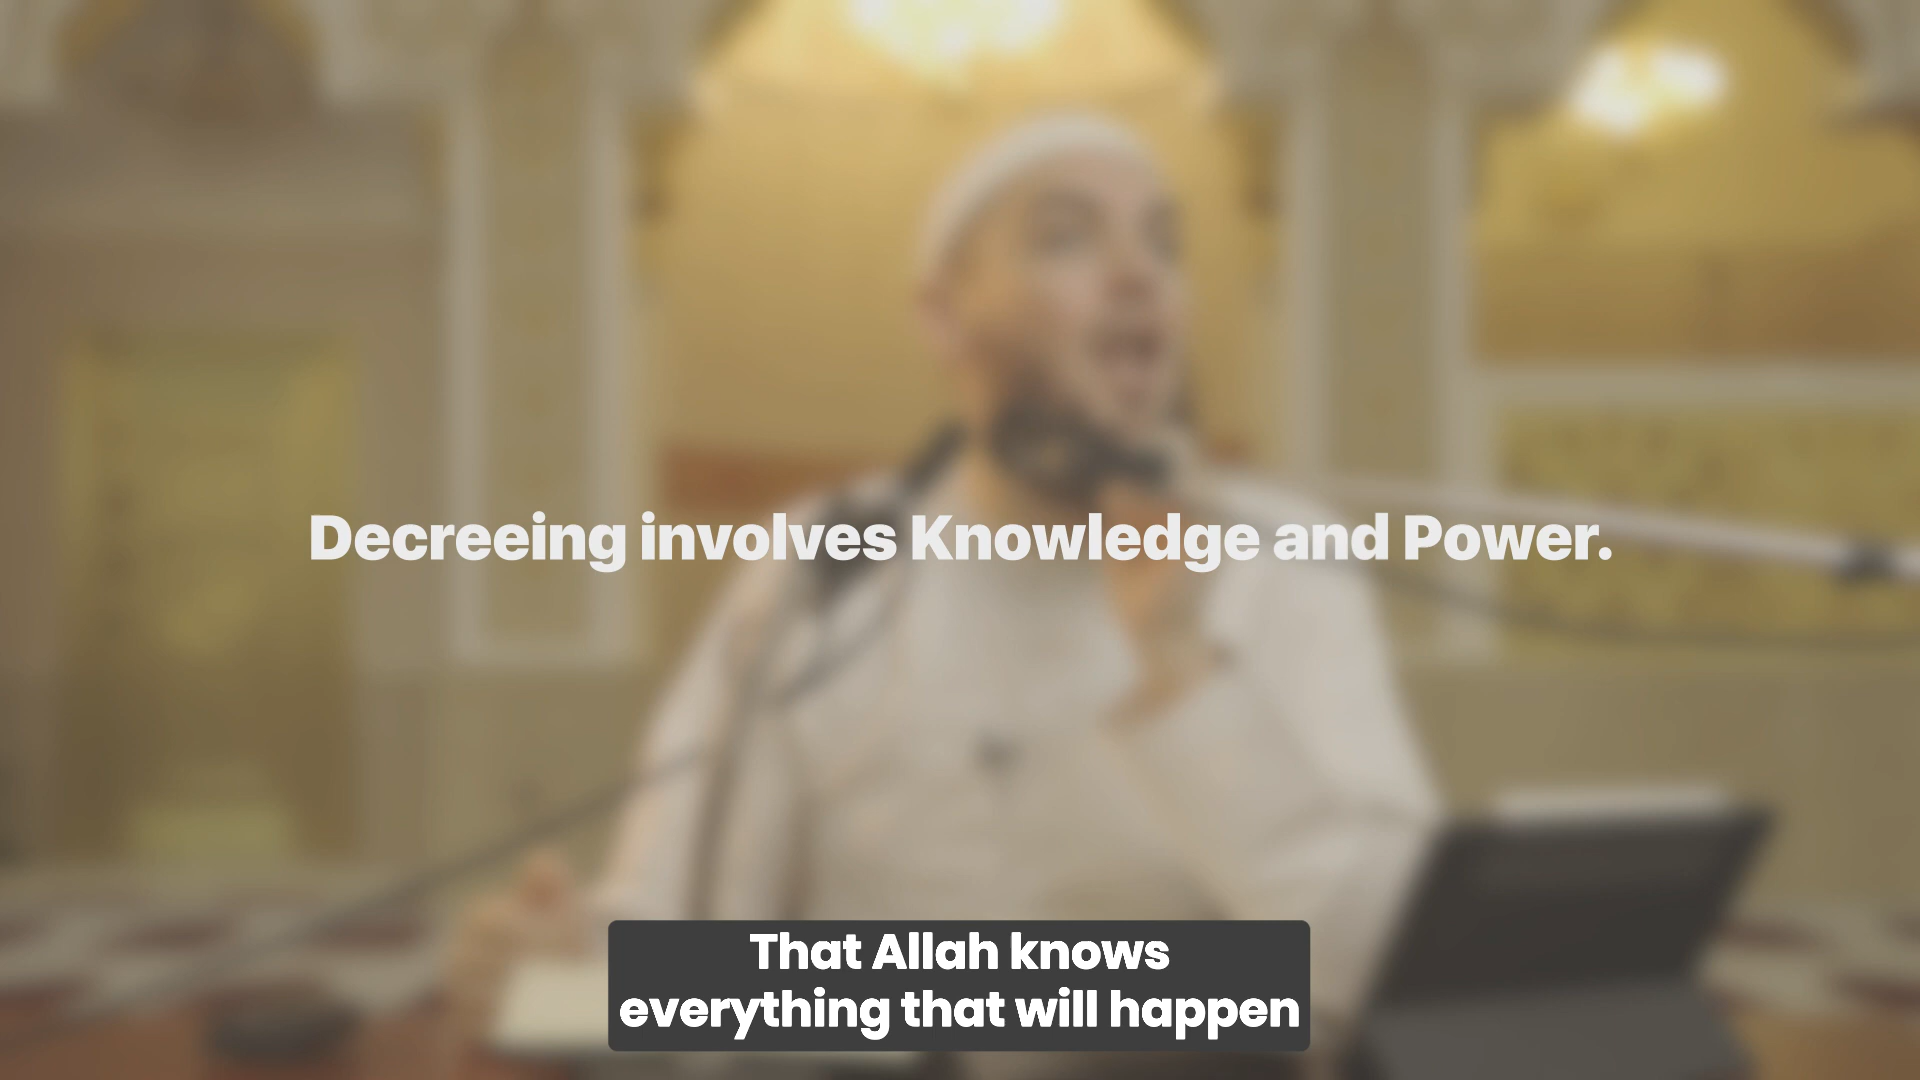 Decreeing involves Knowledge and Power.
That Allah knows
everything that will happen